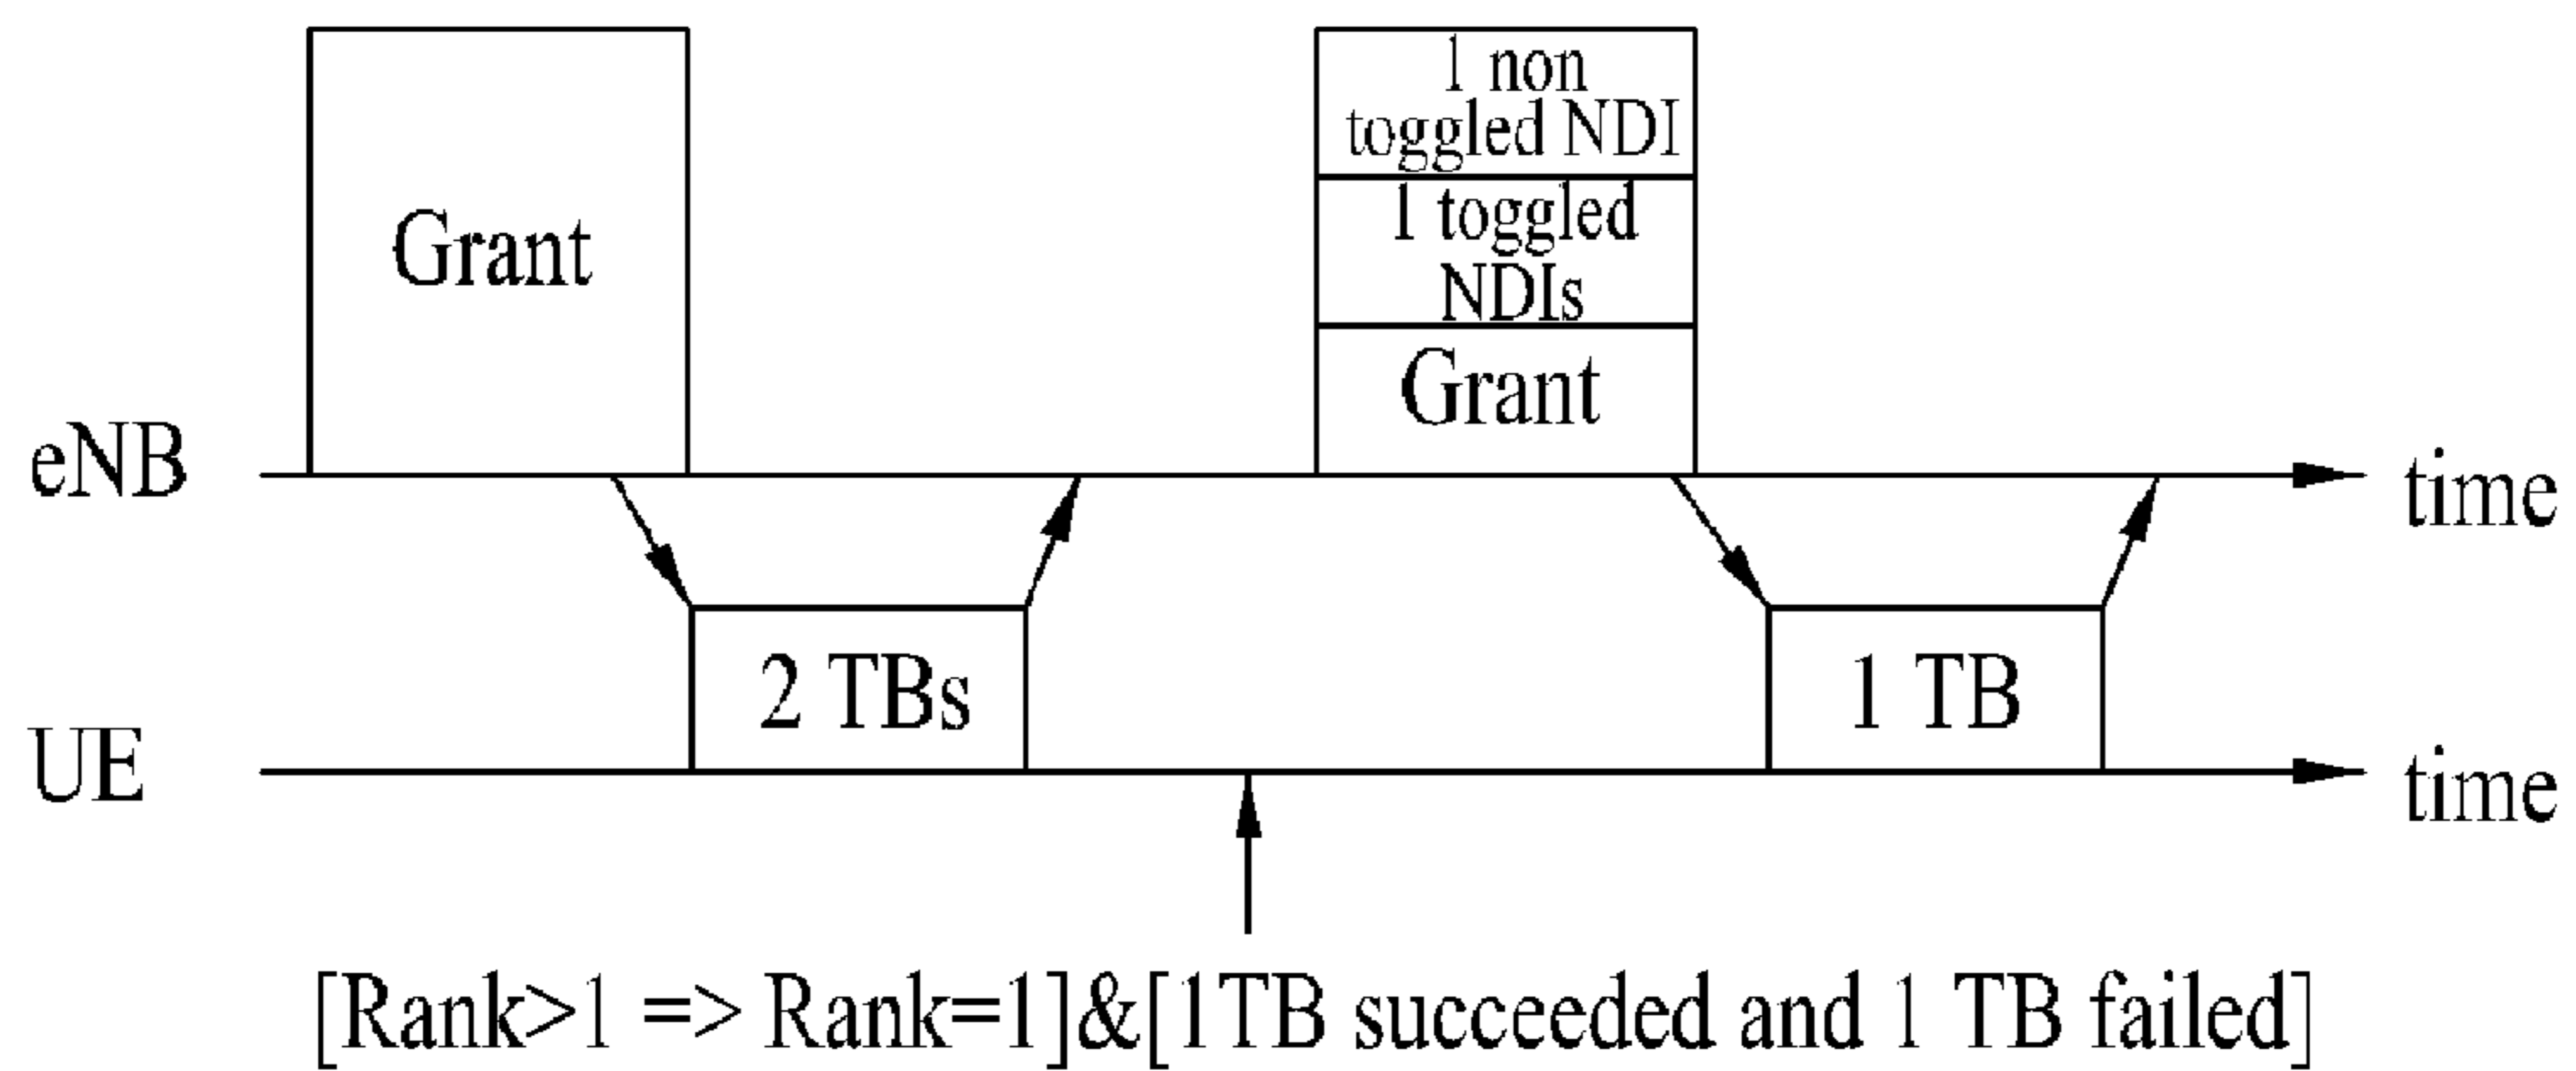 1 non
toggled NDI
1 toggled
NDIs
Grant
Grant
eNB
time
2 TBs
1 TB
UE
time
[Rank>1 => Rank=1]&[1TB succeeded and 1 TB failed]